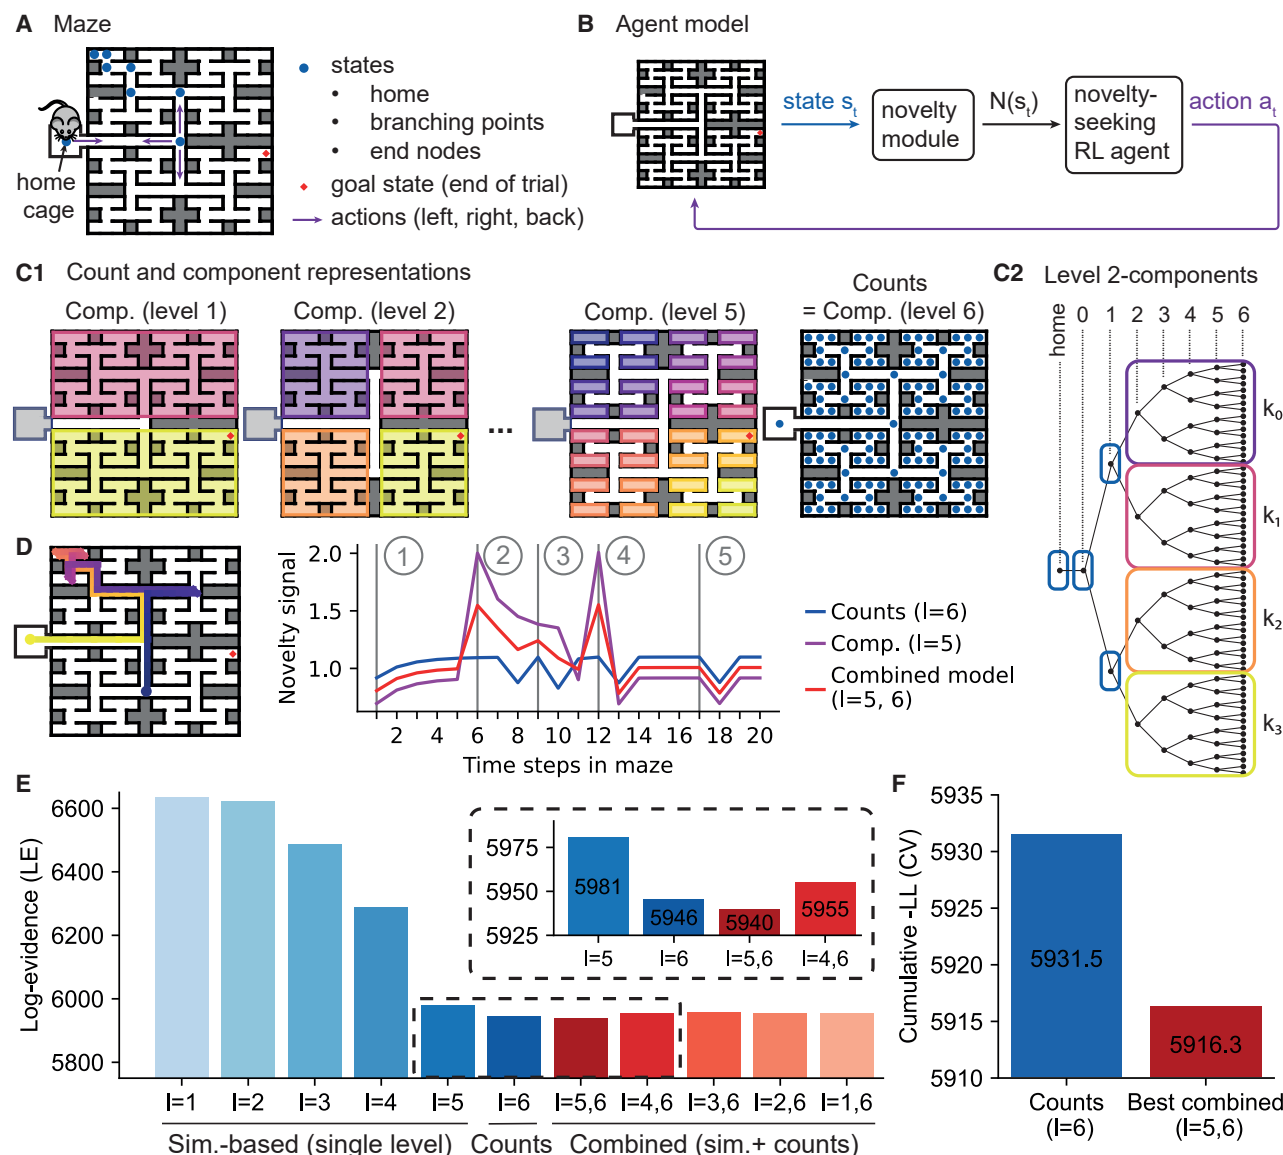 A Maze
states
• home
• branching points
• end nodes
goal state (end of trial)
actions (left, right, back)
home
cage
B Agent model
state sₜ
novelty
module
N(sₜ)
novelty-
seeking
RL agent
action aₜ
C1 Count and component representations
Comp. (level 1)
Comp. (level 2)
...
Comp. (level 5)
Counts
= Comp. (level 6)
C2 Level 2-components
home
0 1 2 3 4 5 6
k₀
k₁
k₂
k₃
D
Novelty signal
2.0
1.5
1.0
1 2 3 4 5
2 4 6 8 10 12 14 16 18 20
Time steps in maze
Counts (l=6)
Comp. (l=5)
Combined model
(l=5, 6)
E
Log-evidence (LE)
6600
6400
6200
6000
5800
l=1 l=2 l=3 l=4 l=5 l=6 l=5,6 l=4,6 l=3,6 l=2,6 l=1,6
Sim.-based (single level) Counts Combined (sim.+ counts)
5975
5950
5925
5981 5946 5940 5955
l=5 l=6 l=5,6 l=4,6
F
Cumulative -LL (CV)
5935
5930
5925
5920
5915
5910
5931.5
5916.3
Counts
(l=6)
Best combined
(l=5,6)